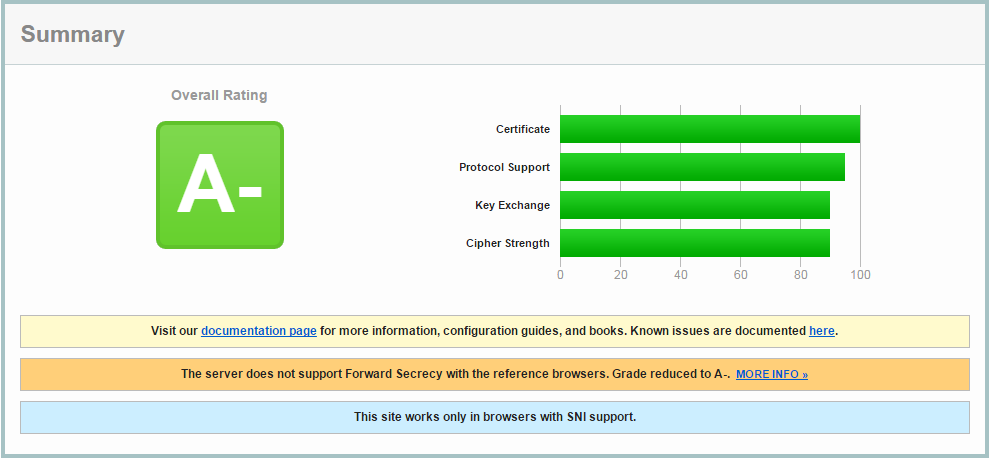 Summary
Overall Rating
A-
Certificate
Protocol Support
Key Exchange
Cipher Strength
0 20 40 60 80 100
Visit our documentation page for more information, configuration guides, and books. Known issues are documented here.
The server does not support Forward Secrecy with the reference browsers. Grade reduced to A-. MORE INFO »
This site works only in browsers with SNI support.